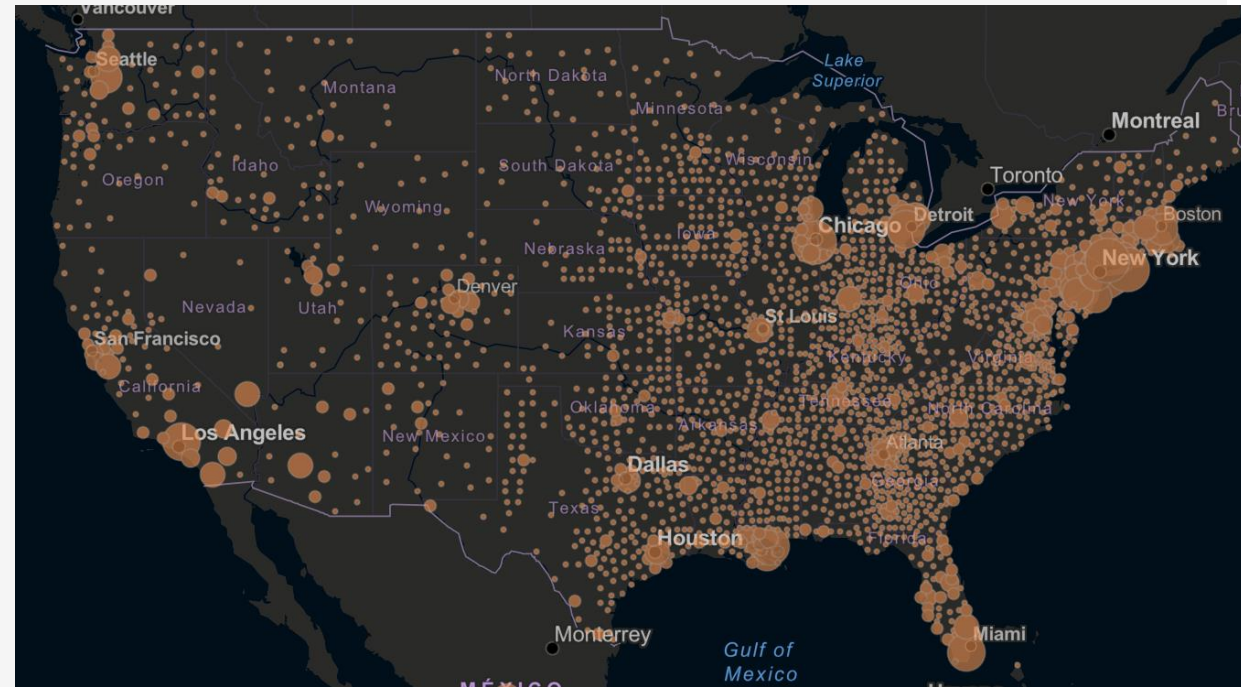 Vancouver
Seattle
Montana
North Dakota
Lake
Superior
Minnesota
Montreal
Wisconsin
Oregon
Idaho
South Dakota
Toronto
Wyoming
New York
Detroit
Boston
Chicago
Iowa
Nebraska
New York
Ohio
Denver
Nevada
Utah
St Louis
Kansas
San Francisco
Kentucky
Virginia
California
Tennessee
Oklahoma
North Carolina
Arkansas
Los Angeles
New Mexico
Atlanta
Dallas
Georgia
Texas
Houston
Florida
Monterrey
Miami
Gulf of
Mexico
MÉXICO